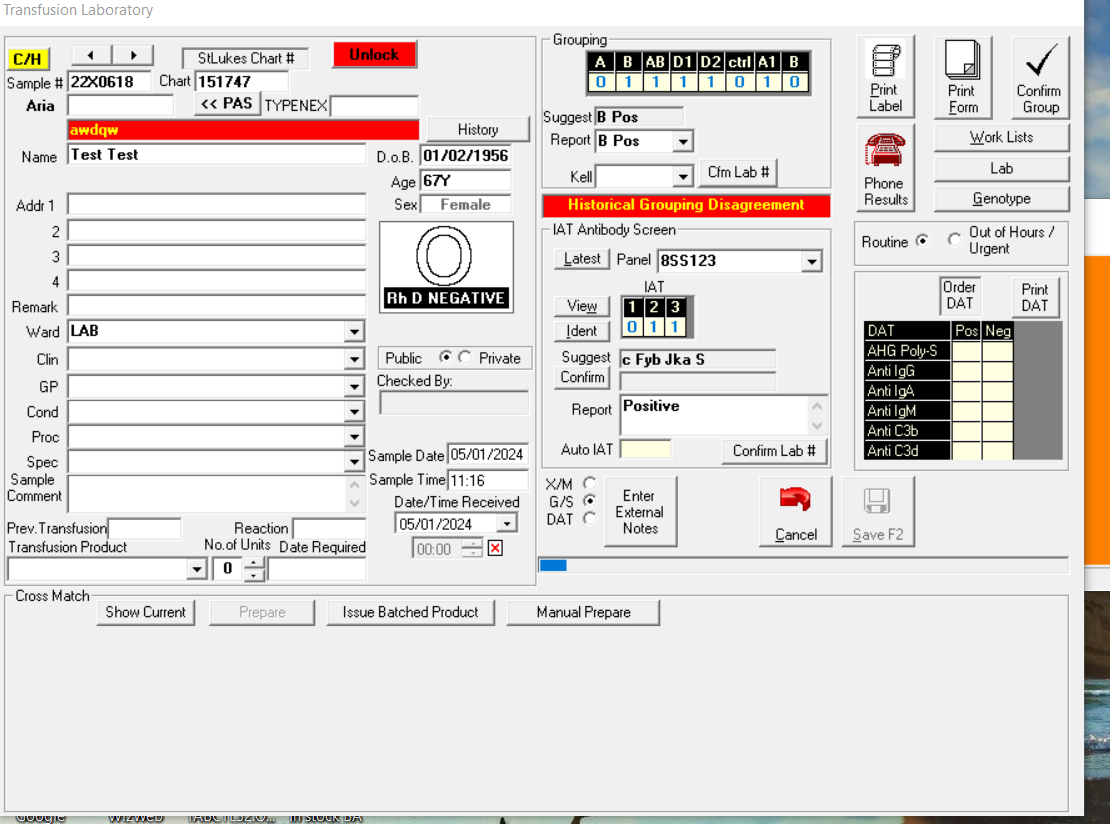 Transfusion Laboratory
C/H
StLukes Chart #
Unlock
Sample # 22X0618 Chart 151747
Aria << PAS TYPENEX
awdqw
History
Name Test Test
D.o.B. 01/02/1956
Age 67Y
Sex Female
Addr 1
2
3
4
O
Rh D NEGATIVE
Remark
Ward LAB
Clin
Public Private
GP
Checked By:
Cond
Proc
Spec
Sample Date 05/01/2024
Sample Comment
Sample Time 11:16
Date/Time Received
05/01/2024
00:00
Prev.Transfusion Reaction
Transfusion Product No.of Units Date Required
0
Grouping
A B AB D1 D2 ctrl A1 B
0 1 1 1 1 0 1 0
Suggest B Pos
Report B Pos
Kell Cfm Lab #
Historical Grouping Disagreement
IAT Antibody Screen
Latest Panel 8SS123
IAT
View 1 2 3
Ident 0 1 1
Suggest c Fyb Jka S
Confirm
Report Positive
Auto IAT Confirm Lab #
X/M
G/S
DAT
Enter External Notes
Cancel
Save F2
Print Label
Print Form
Confirm Group
Phone Results
Work Lists
Lab
Genotype
Routine Out of Hours / Urgent
Order DAT
Print DAT
DAT Pos Neg
AHG Poly-S
Anti IgG
Anti IgA
Anti IgM
Anti C3b
Anti C3d
Cross Match
Show Current Prepare Issue Batched Product Manual Prepare
Google WizWeb In stock BA